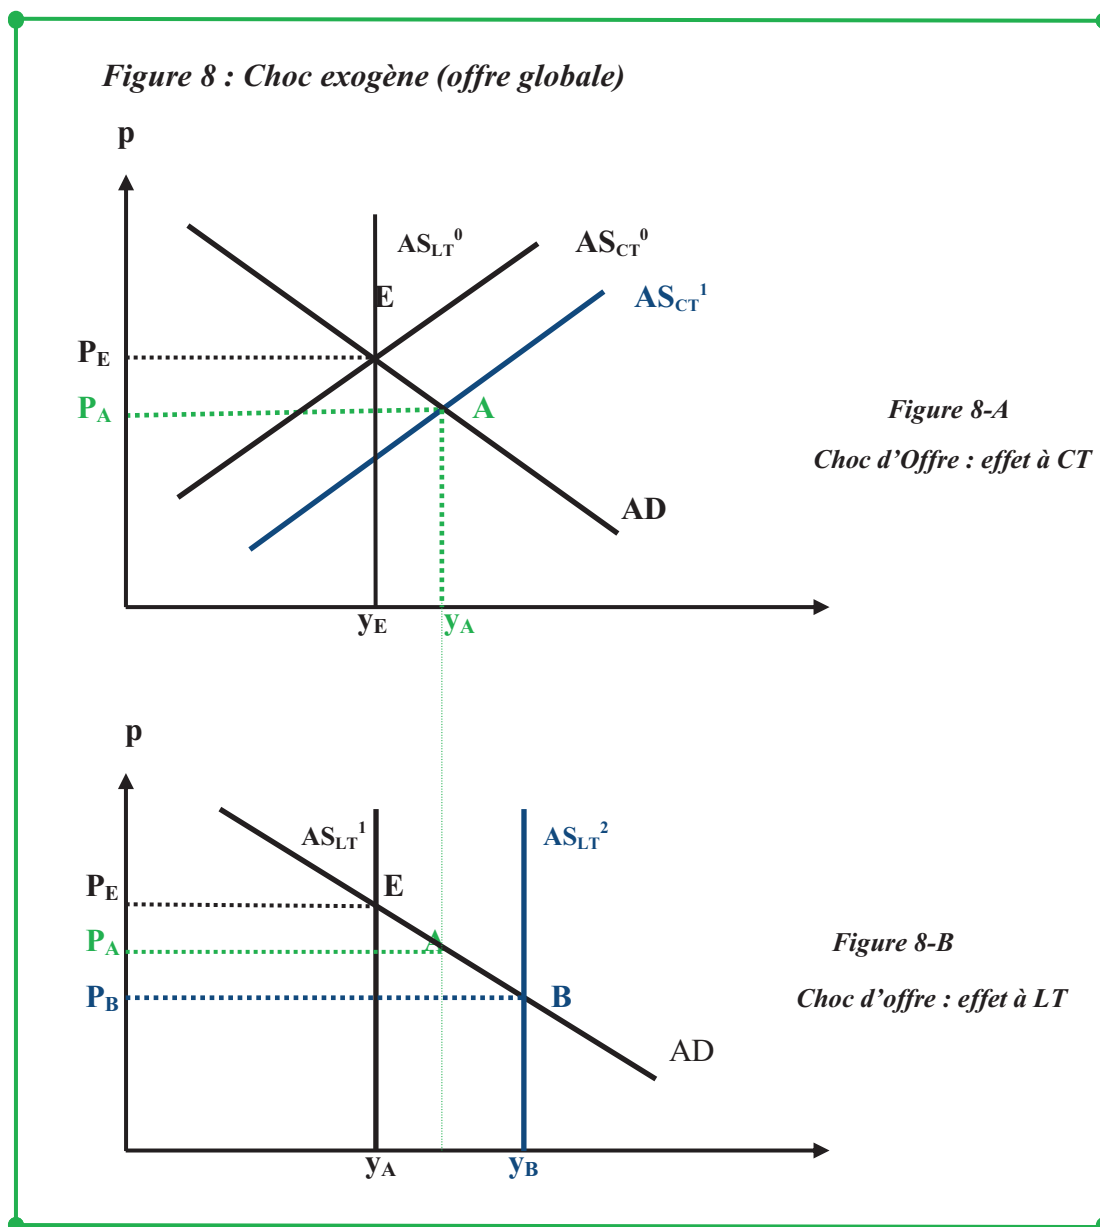 Figure 8 : Choc exogène (offre globale)
p
AS_LT^0
AS_CT^0
E
AS_CT^1
P_E
P_A
A
Figure 8-A
Choc d'Offre : effet à CT
AD
y_E
y_A
p
AS_LT^1
AS_LT^2
P_E
E
P_A
A
Figure 8-B
P_B
B
Choc d'offre : effet à LT
AD
y_A
y_B